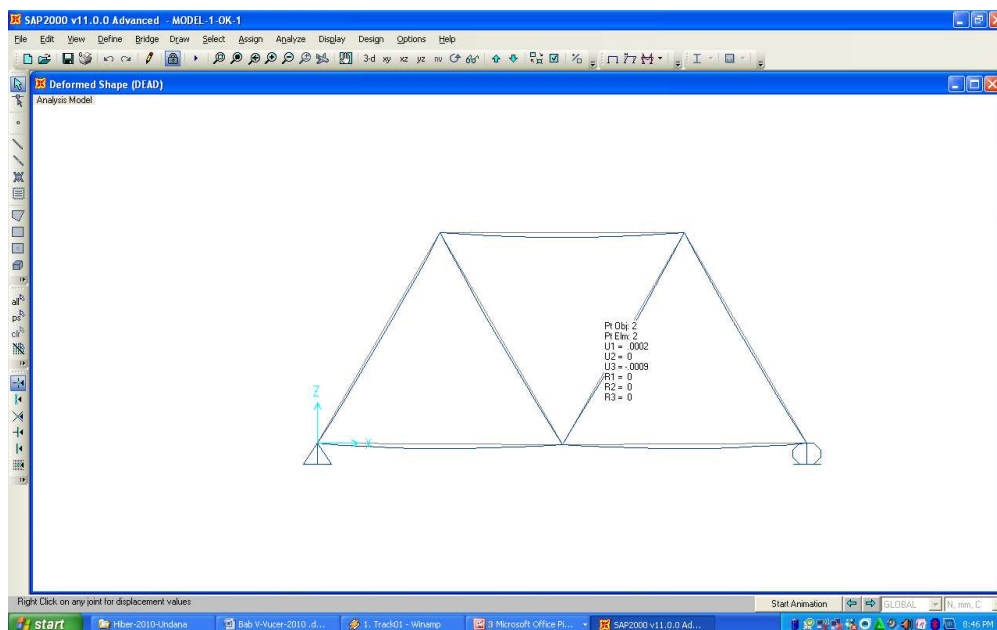 SAP2000 v11.0.0 Advanced - MODEL-1-OK-1
File Edit View Define Bridge Draw Select Assign Analyze Display Design Options Help
3-d xy xz yz nv
Deformed Shape (DEAD)
Analysis Model
all
ps
clr
Pt Obj: 2
Pt Elm: 2
U1 = .0002
U2 = 0
U3 = -.0009
R1 = 0
R2 = 0
R3 = 0
Z
Right Click on any joint for displacement values
Start Animation
GLOBAL
N, mm, C
start
Hiber-2010-Undana
Bab V-Vucer-2010 .d...
1. Track01 - Winamp
3 Microsoft Office Pi...
SAP2000 v11.0.0 Ad...
8:46 PM